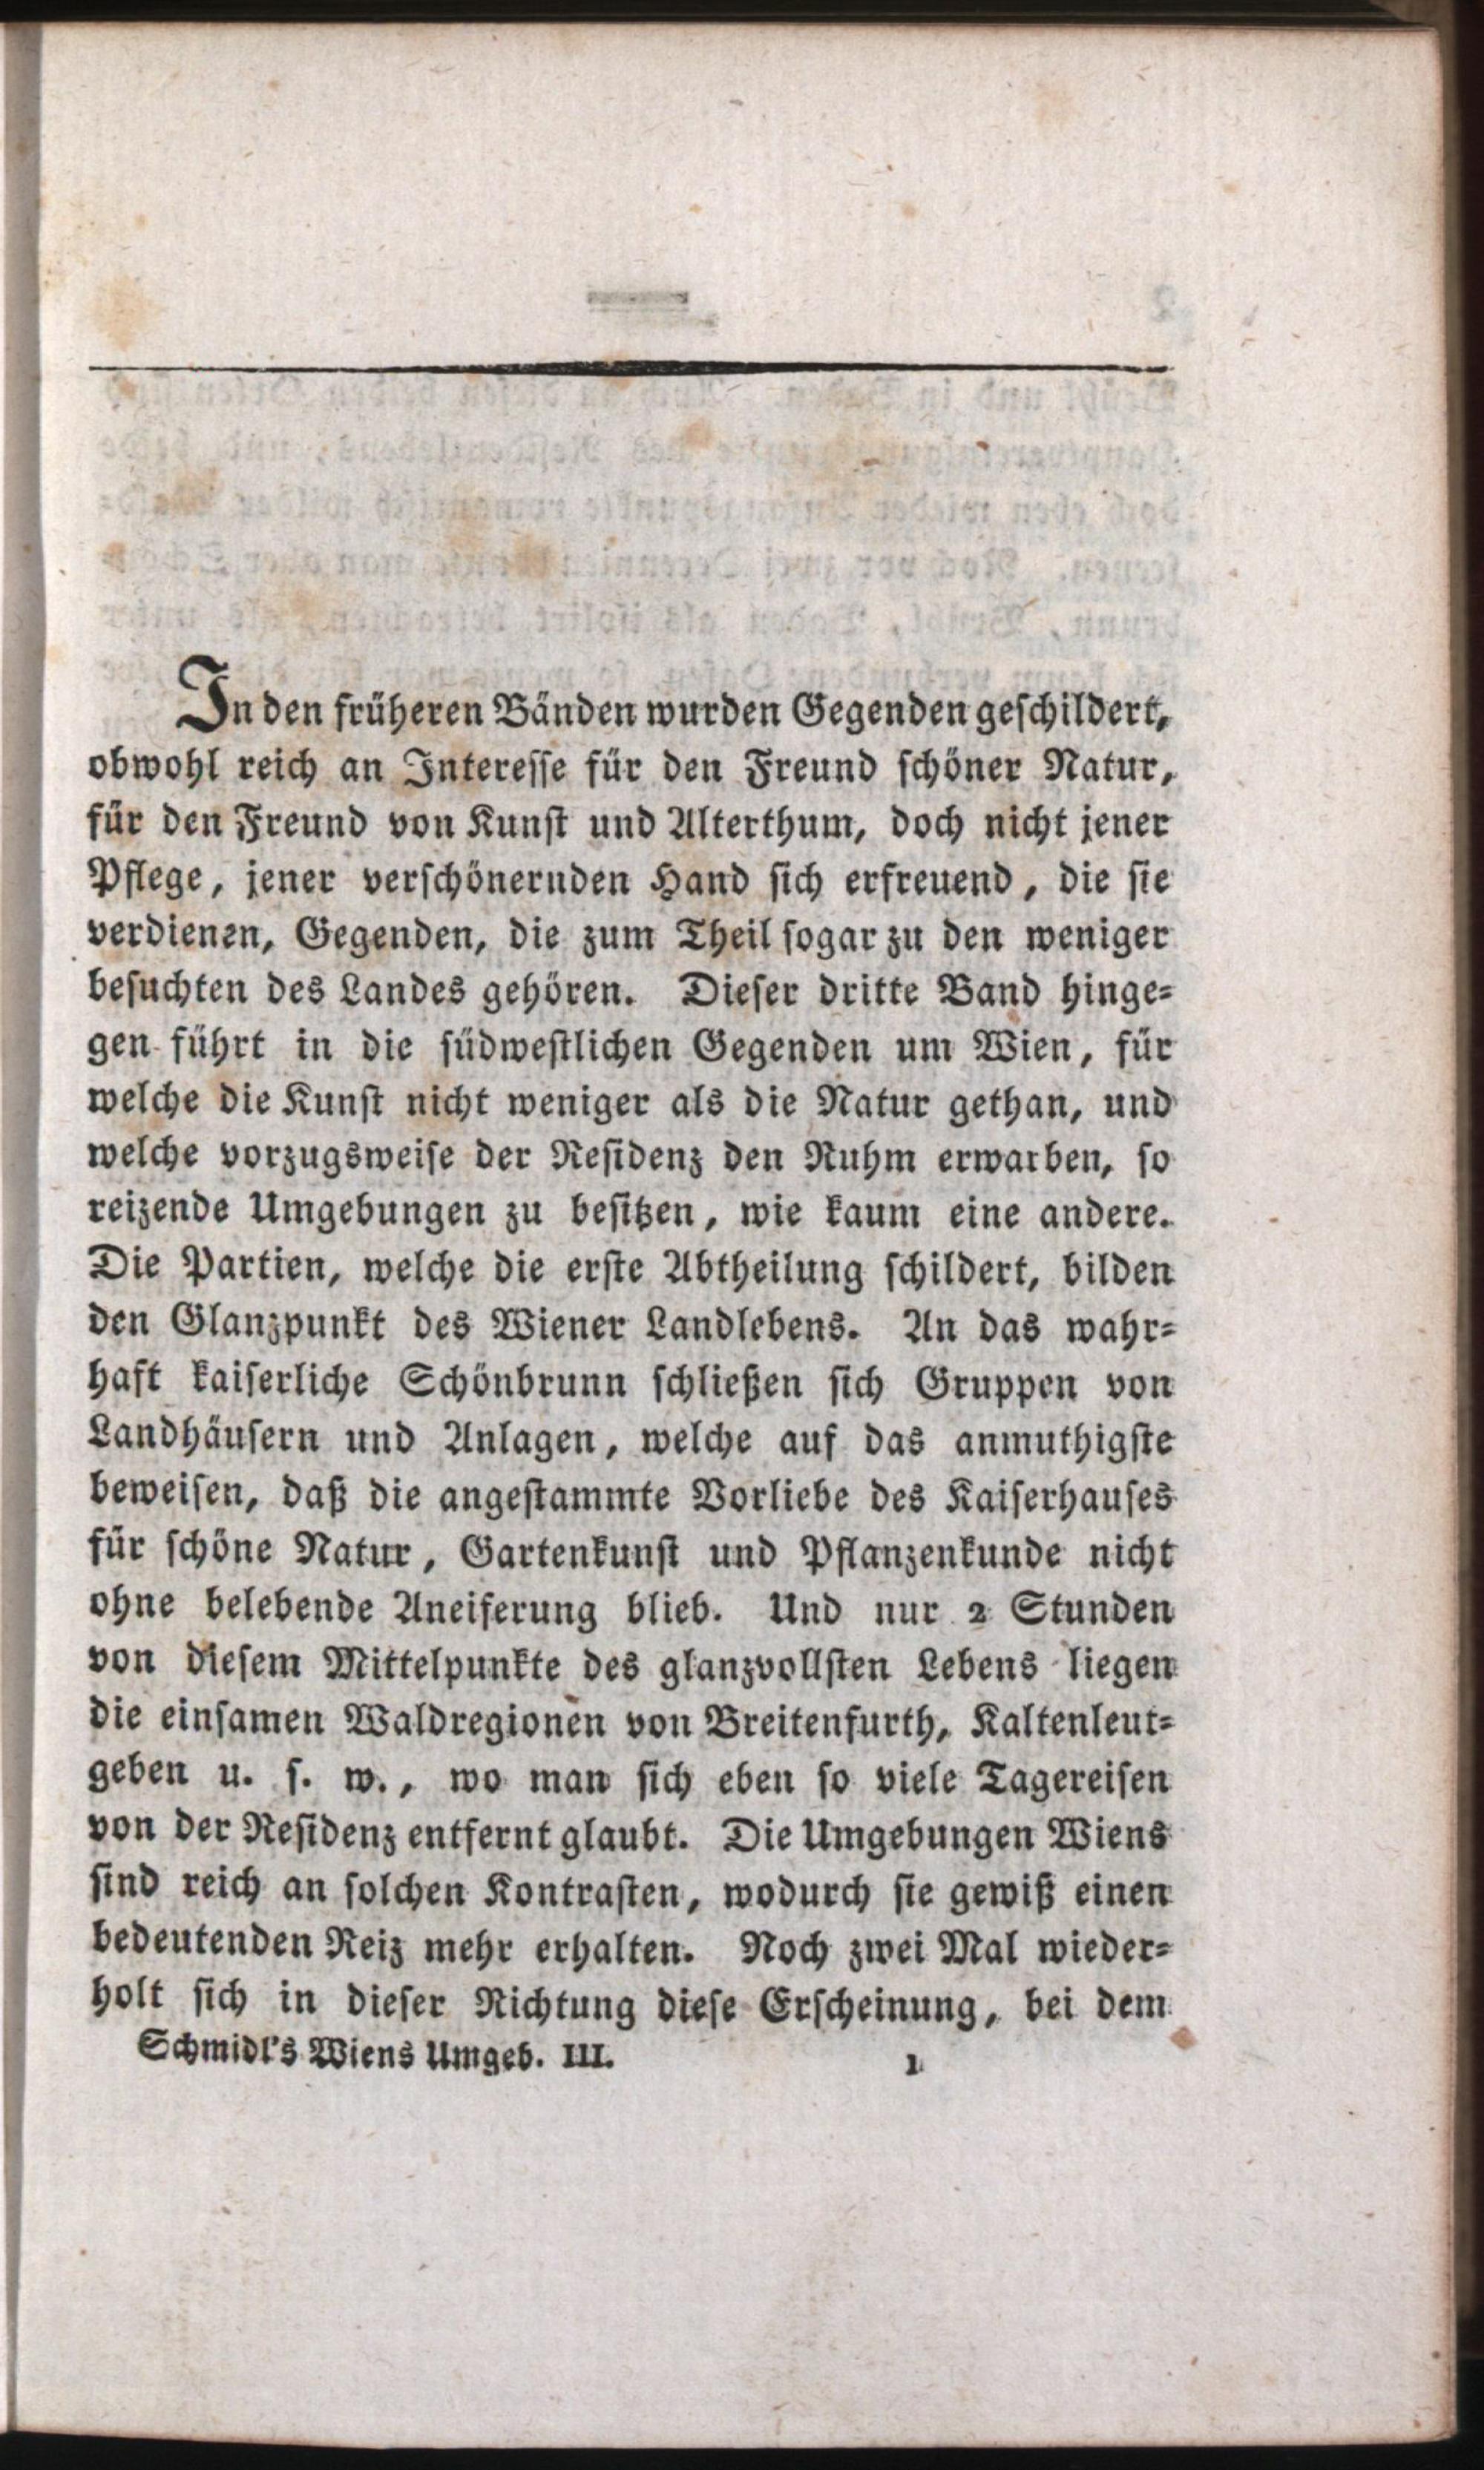 In den früheren Bänden wurden Gegenden geschildert,
obwohl reich an Interesse für den Freund schöner Natur,
für den Freund von Kunst und Alterthum, doch nicht jener
Pflege, jener verschönernden Hand sich erfreuend, die sie
verdienen, Gegenden, die zum Theil sogar zu den weniger
besuchten des Landes gehören. Dieser dritte Band hinge-
gen führt in die südwestlichen Gegenden um Wien, für
welche die Kunst nicht weniger als die Natur gethan, und
welche vorzugsweise der Residenz den Ruhm erwarben, so
reizende Umgebungen zu besitzen, wie kaum eine andere.
Die Partien, welche die erste Abtheilung schildert, bilden
den Glanzpunkt des Wiener Landlebens. An das wahr-
haft kaiserliche Schönbrunn schließen sich Gruppen von
Landhäusern und Anlagen, welche auf das anmuthigste
beweisen, daß die angestammte Vorliebe des Kaiserhauses
für schöne Natur, Gartenkunst und Pflanzenkunde nicht
ohne belebende Aneiferung blieb. Und nur 2 Stunden
von diesem Mittelpunkte des glanzvollsten Lebens liegen
die einsamen Waldregionen von Breitenfurth, Kaltenleut-
geben u. s. w., wo man sich eben so viele Tagereisen
von der Residenz entfernt glaubt. Die Umgebungen Wiens
sind reich an solchen Kontrasten, wodurch sie gewiß einen
bedeutenden Reiz mehr erhalten. Noch zwei Mal wieder-
holt sich in dieser Richtung diese Erscheinung, bei dem
Schmidl's Wiens Umgeb. III. 1